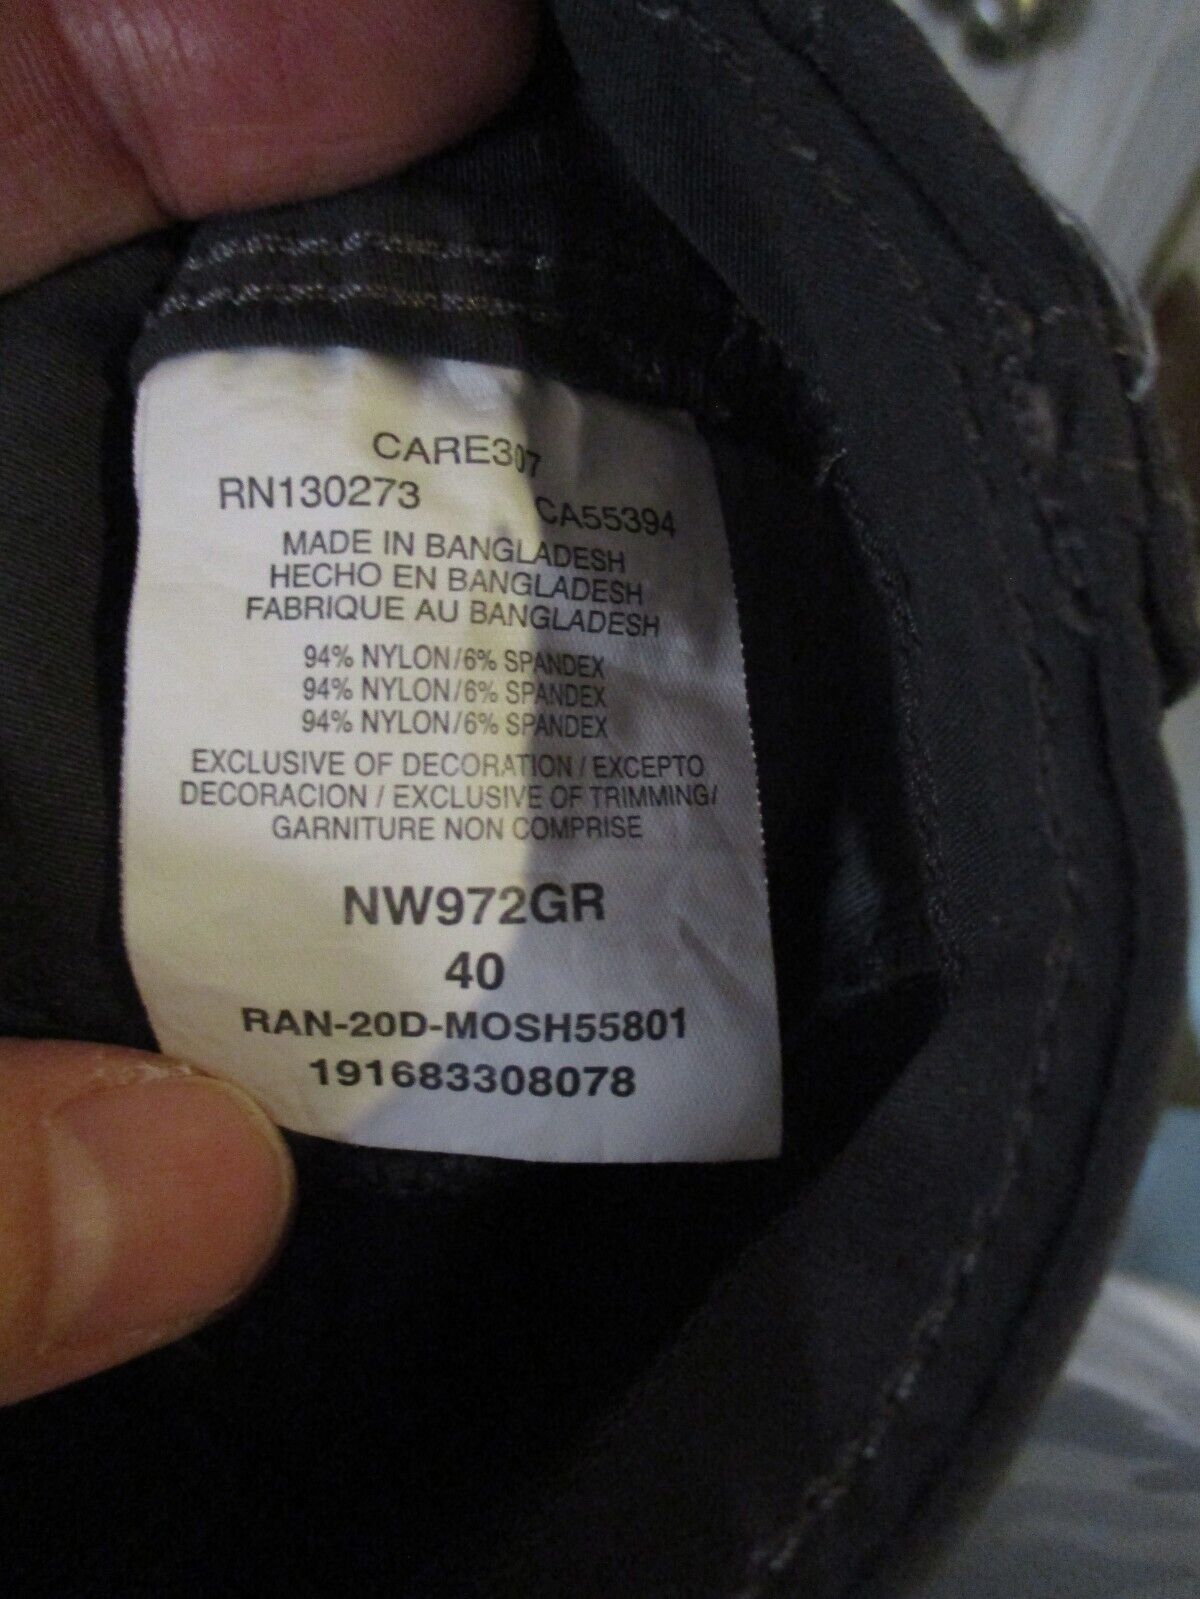 CARE307
RN130273 CA55394
MADE IN BANGLADESH
HECHO EN BANGLADESH
FABRIQUE AU BANGLADESH
94% NYLON/6% SPANDEX
94% NYLON/6% SPANDEX
94% NYLON/6% SPANDEX
EXCLUSIVE OF DECORATION / EXCEPTO
DECORACION / EXCLUSIVE OF TRIMMING/
GARNITURE NON COMPRISE
NW972GR
40
RAN-20D-MOSH55801
191683308078